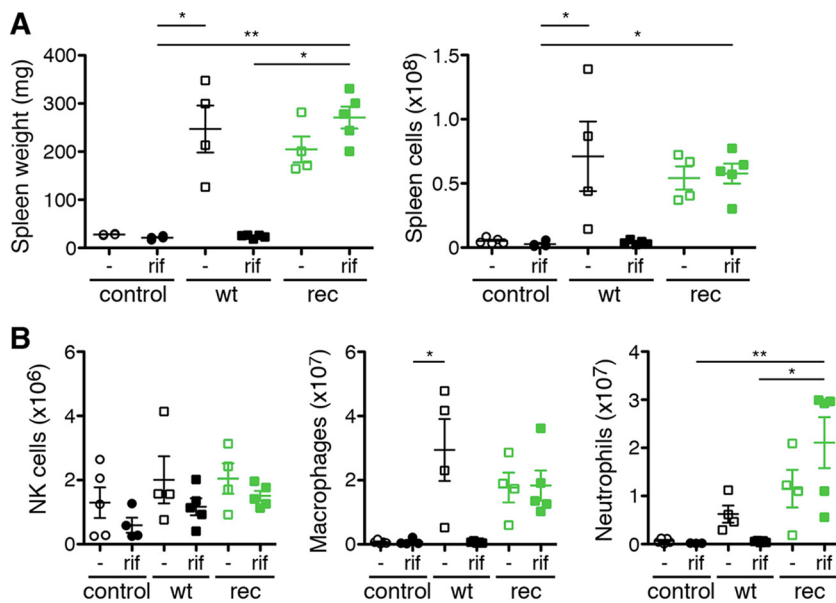 A
Spleen weight (mg)
400
300
200
100
0
* ** *
- rif - rif - rif
control wt rec
Spleen cells (x10⁸)
1.5
1.0
0.5
0
* *
- rif - rif - rif
control wt rec
B
NK cells (x10⁶)
6
4
2
0
- rif - rif - rif
control wt rec
Macrophages (x10⁷)
6
4
2
0
*
- rif - rif - rif
control wt rec
Neutrophils (x10⁷)
4
3
2
1
0
** *
- rif - rif - rif
control wt rec